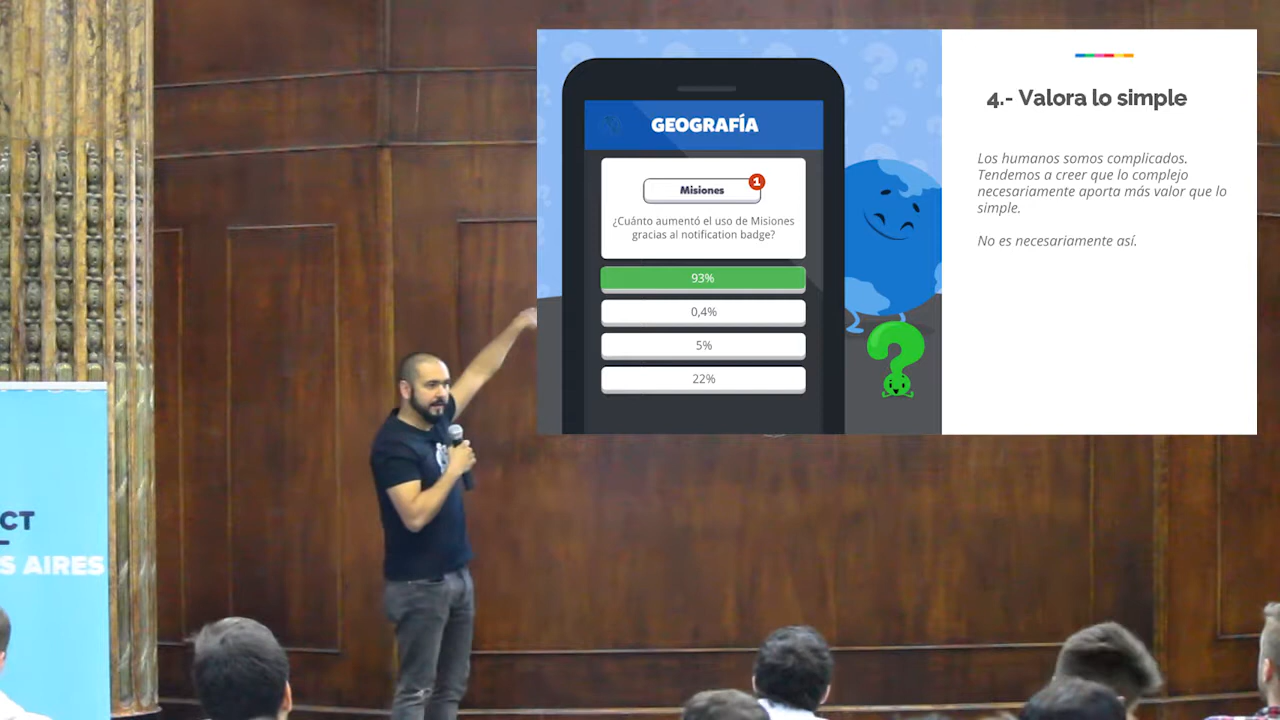 GEOGRAFÍA
Misiones
1
¿Cuánto aumentó el uso de Misiones
gracias al notification badge?
93%
0,4%
5%
22%
4.- Valora lo simple
Los humanos somos complicados.
Tendemos a creer que lo complejo
necesariamente aporta más valor que lo
simple.
No es necesariamente así.
CT
S AIRES